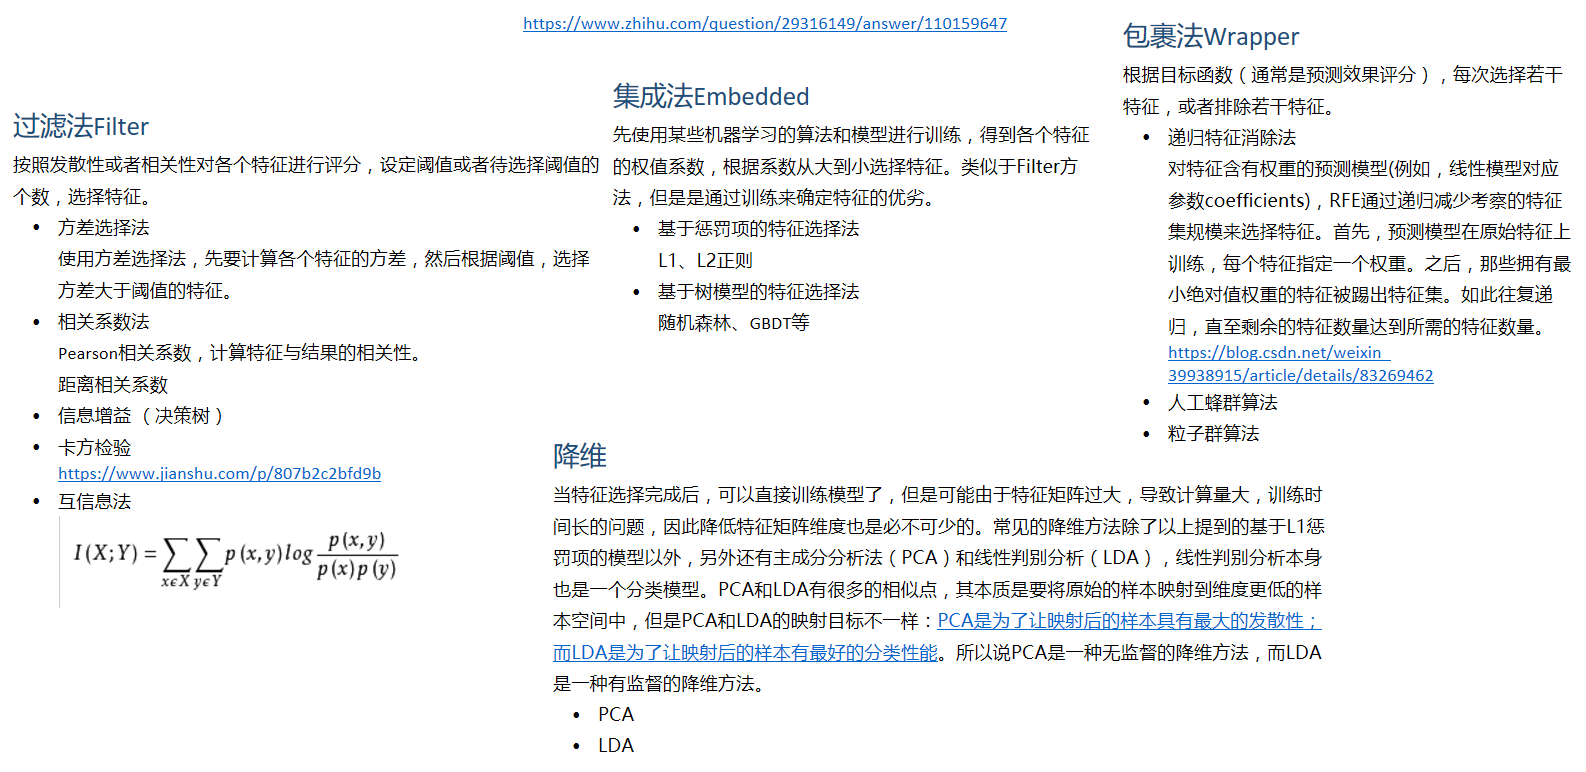 https://www.zhihu.com/question/29316149/answer/110159647
过滤法Filter
按照发散性或者相关性对各个特征进行评分，设定阈值或者待选择阈值的
个数，选择特征。
• 方差选择法
使用方差选择法，先要计算各个特征的方差，然后根据阈值，选择
方差大于阈值的特征。
• 相关系数法
Pearson相关系数，计算特征与结果的相关性。
距离相关系数
• 信息增益 （决策树）
• 卡方检验
https://www.jianshu.com/p/807b2c2bfd9b
• 互信息法
I(X;Y) = ∑x∈X ∑y∈Y p(x,y)log p(x,y)/p(x)p(y)
集成法Embedded
先使用某些机器学习的算法和模型进行训练，得到各个特征
的权值系数，根据系数从大到小选择特征。类似于Filter方
法，但是是通过训练来确定特征的优劣。
• 基于惩罚项的特征选择法
L1、L2正则
• 基于树模型的特征选择法
随机森林、GBDT等
包裹法Wrapper
根据目标函数（通常是预测效果评分），每次选择若干
特征，或者排除若干特征。
• 递归特征消除法
对特征含有权重的预测模型(例如，线性模型对应
参数coefficients)，RFE通过递归减少考察的特征
集规模来选择特征。首先，预测模型在原始特征上
训练，每个特征指定一个权重。之后，那些拥有最
小绝对值权重的特征被踢出特征集。如此往复递
归，直至剩余的特征数量达到所需的特征数量。
https://blog.csdn.net/weixin_
39938915/article/details/83269462
• 人工蜂群算法
• 粒子群算法
降维
当特征选择完成后，可以直接训练模型了，但是可能由于特征矩阵过大，导致计算量大，训练时
间长的问题，因此降低特征矩阵维度也是必不可少的。常见的降维方法除了以上提到的基于L1惩
罚项的模型以外，另外还有主成分分析法（PCA）和线性判别分析（LDA），线性判别分析本身
也是一个分类模型。PCA和LDA有很多的相似点，其本质是要将原始的样本映射到维度更低的样
本空间中，但是PCA和LDA的映射目标不一样：PCA是为了让映射后的样本具有最大的发散性；
而LDA是为了让映射后的样本有最好的分类性能。所以说PCA是一种无监督的降维方法，而LDA
是一种有监督的降维方法。
• PCA
• LDA